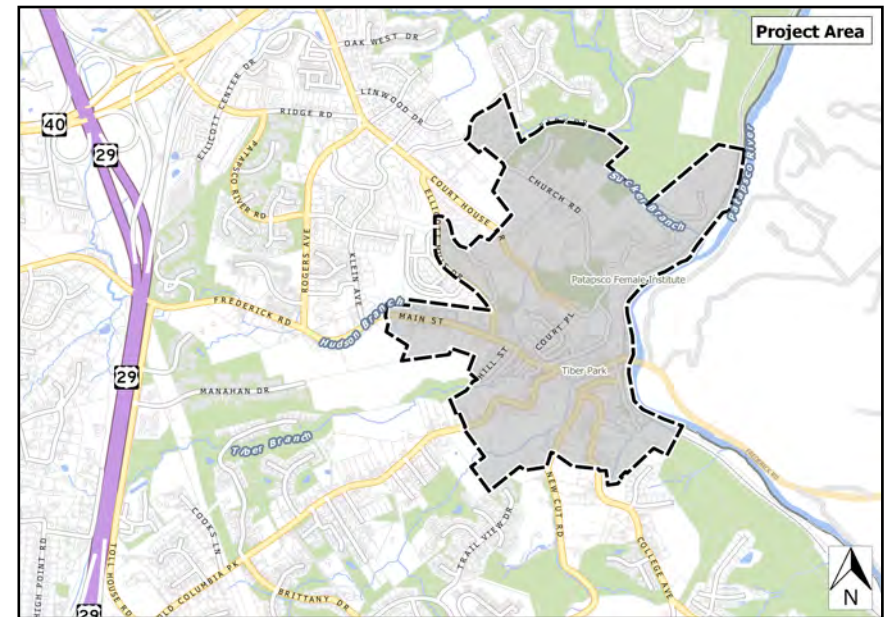 Project Area
OAK WEST DR
ELLICOTT CENTER DR
LINWOOD DR
RIDGE RD
40
29
PATAPSCO RIVER RD
COURT HOUSE DR
CHURCH RD
Sucker Branch
Patapsco River
ROGERS AVE
KLEIN AVE
Patapsco Female Institute
FREDERICK RD
Hudson Branch
MAIN ST
COURT PL
HILL ST
Tiber Park
29
MANAHAN DR
Tiber Branch
FREDERICK RD
COOKS LN
NEW CUT RD
TRAIL VIEW DR
COLLEGE AVE
HIGH POINT RD
TOLL HOUSE RD
OLD COLUMBIA PK
BRITTANY DR
29
N